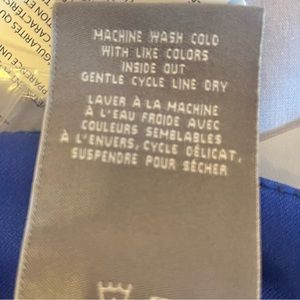 MACHINE WASH COLD
WITH LIKE COLORS
INSIDE OUT
GENTLE CYCLE LINE DRY
LAVER À LA MACHINE
À L'EAU FROIDE AVEC
COULEURS SEMBLABLES
À L'ENVERS, CYCLE DÉLICAT,
SUSPENDRE POUR SÉCHER